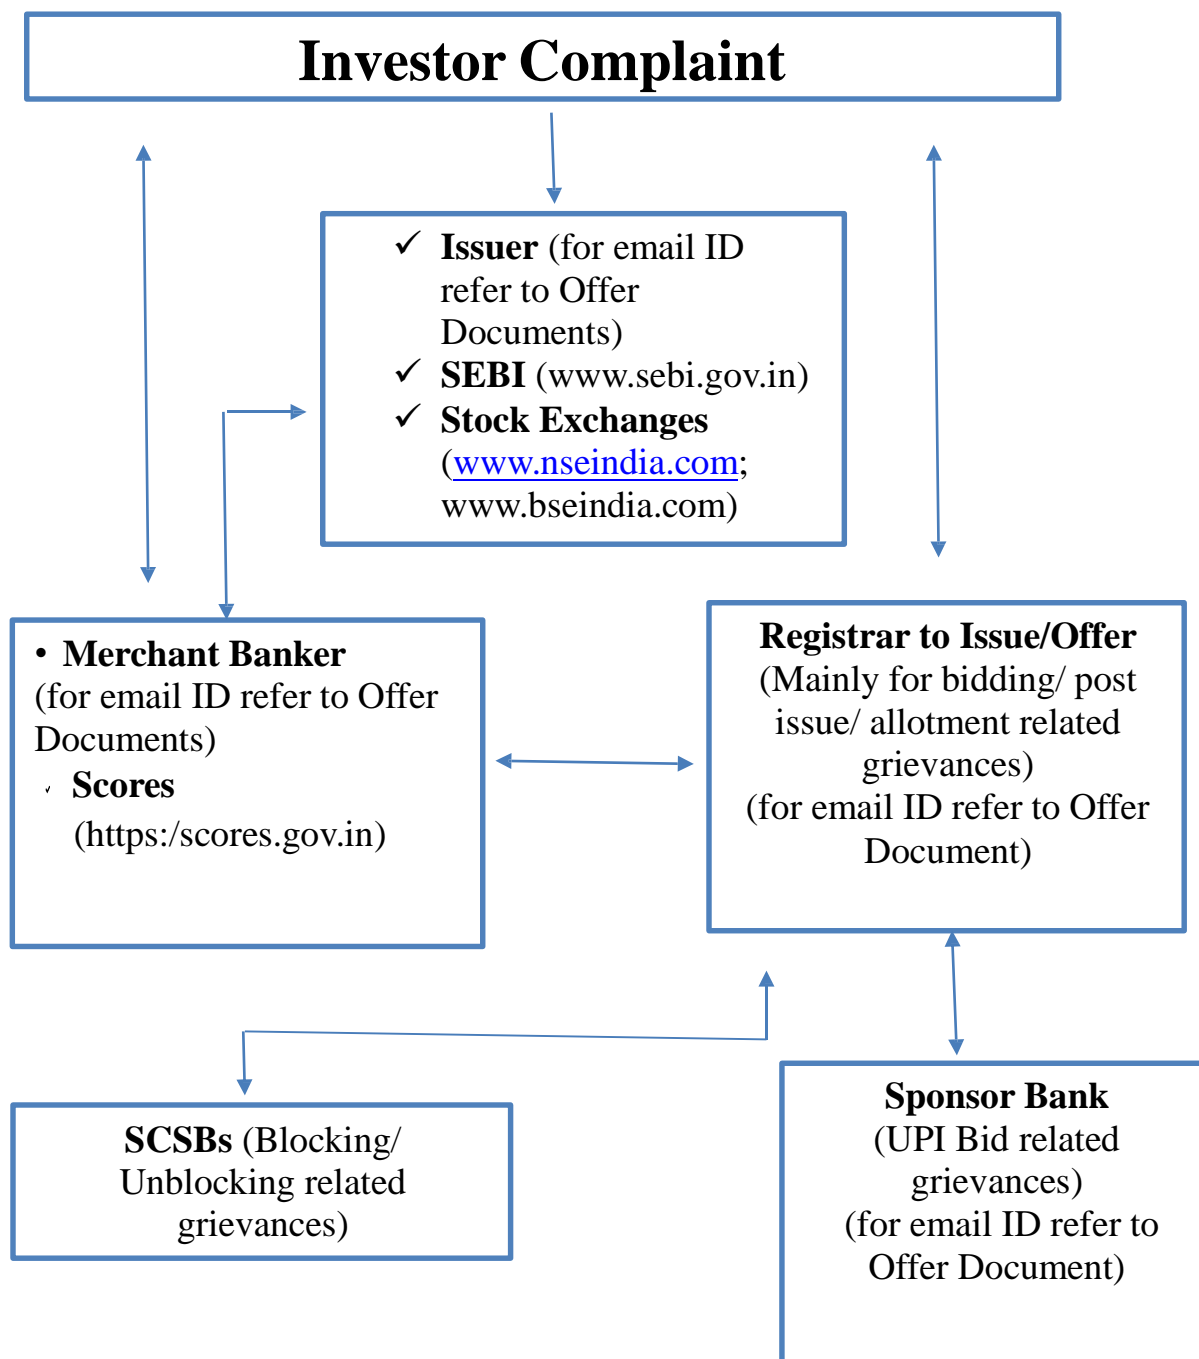 Investor Complaint
✓ Issuer (for email ID
refer to Offer
Documents)
✓ SEBI (www.sebi.gov.in)
✓ Stock Exchanges
(www.nseindia.com;
www.bseindia.com)
• Merchant Banker
(for email ID refer to Offer
Documents)
✓ Scores
(https:/scores.gov.in)
Registrar to Issue/Offer
(Mainly for bidding/ post
issue/ allotment related
grievances)
(for email ID refer to Offer
Document)
SCSBs (Blocking/
Unblocking related
grievances)
Sponsor Bank
(UPI Bid related
grievances)
(for email ID refer to
Offer Document)